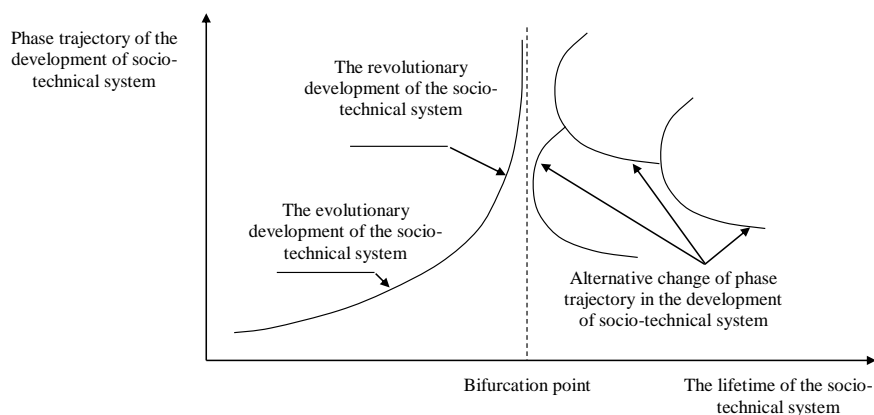 Phase trajectory of the
development of socio-
technical system
The revolutionary
development of the socio-
technical system
The evolutionary
development of the socio-
technical system
Alternative change of phase
trajectory in the development
of socio-technical system
Bifurcation point
The lifetime of the socio-
technical system